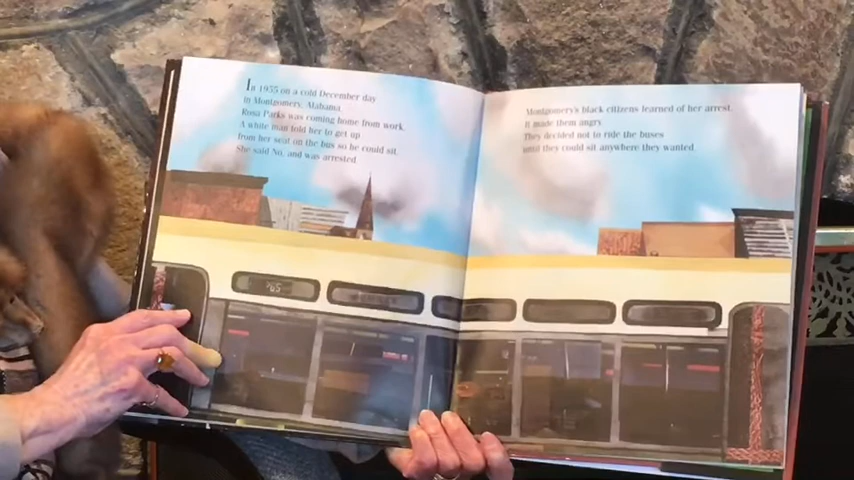 In 1955 on a cold December day
in Montgomery, Alabama,
Rosa Parks was coming home from work.
A white man told her to get up
from her seat on the bus so he could sit.
She said No, and was arrested.
Montgomery's black citizens learned of her arrest.
It made them angry.
They decided not to ride the buses
until they could sit anywhere they wanted.
765